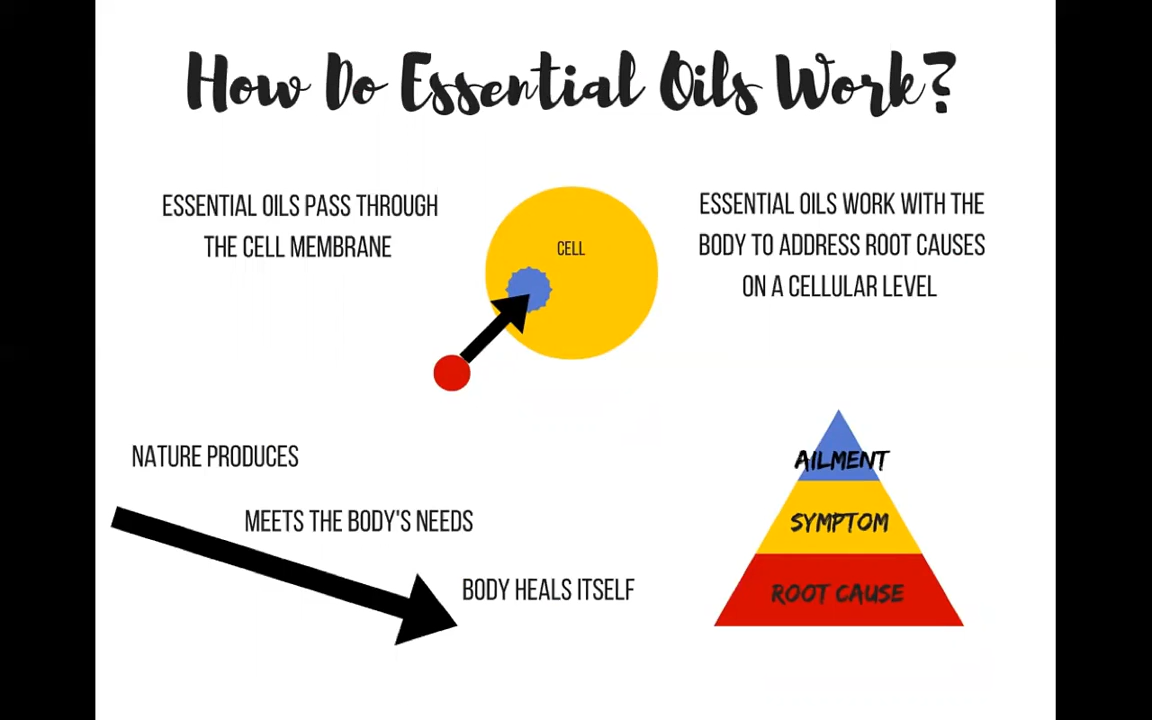 How Do Essential Oils Work?
ESSENTIAL OILS PASS THROUGH
THE CELL MEMBRANE
CELL
ESSENTIAL OILS WORK WITH THE
BODY TO ADDRESS ROOT CAUSES
ON A CELLULAR LEVEL
NATURE PRODUCES
MEETS THE BODY'S NEEDS
BODY HEALS ITSELF
AILMENT
SYMPTOM
ROOT CAUSE